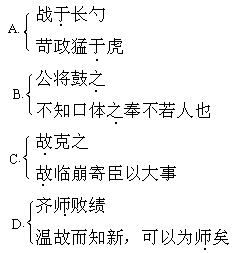 A. 战于长勺
苛政猛于虎
B. 公将鼓之
不知口体之奉不若人也
C. 故克之
故临崩寄臣以大事
D. 齐师败绩
温故而知新，可以为师矣